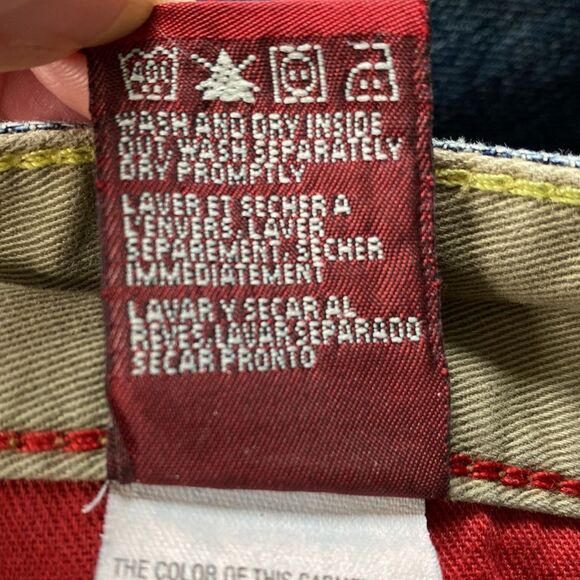 WASH AND DRY INSIDE
OUT WASH SEPARATELY
DRY PROMPTLY
LAVER ET SECHER A
L'ENVERS. LAVER
SEPAREMENT. SECHER
IMMEDIATEMENT
LAVAR Y SECAR AL
REVES. LAVAR SEPARADO
SECAR PRONTO
THE COLOR OF THIS